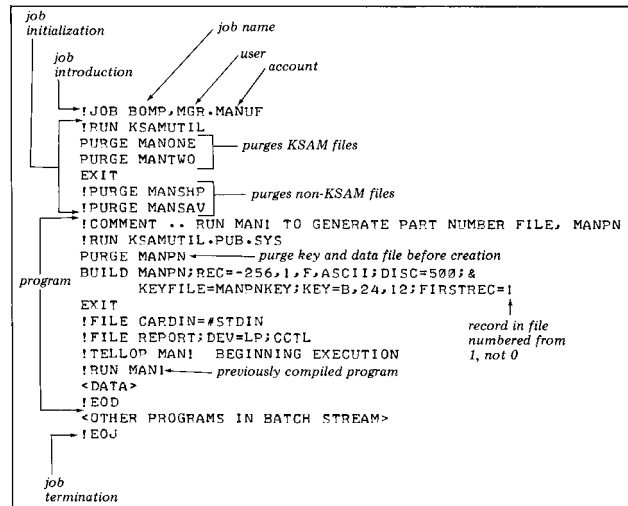 job
initialization
job name
user
job
introduction
account
!JOB BOMP,MGR.MANUF
!RUN KSAMUTIL
PURGE MANONE
PURGE MANTWO
purges KSAM files
EXIT
!PURGE MANSHP
!PURGE MANSAV
purges non-KSAM files
!COMMENT .. RUN MAN1 TO GENERATE PART NUMBER FILE, MANPN
!RUN KSAMUTIL.PUB.SYS
PURGE MANPN
purge key and data file before creation
program
BUILD MANPN;REC=-256,1,F,ASCII;DISC=500;&
KEYFILE=MANPNKEY;KEY=B,24,12;FIRSTREC=1
EXIT
!FILE CARDIN=#STDIN
!FILE REPORT;DEV=LP;CCTL
!TELLOP MAN1 BEGINNING EXECUTION
record in file
numbered from
1, not 0
!RUN MAN1
previously compiled program
<DATA>
!EOD
<OTHER PROGRAMS IN BATCH STREAM>
!EOJ
job
termination